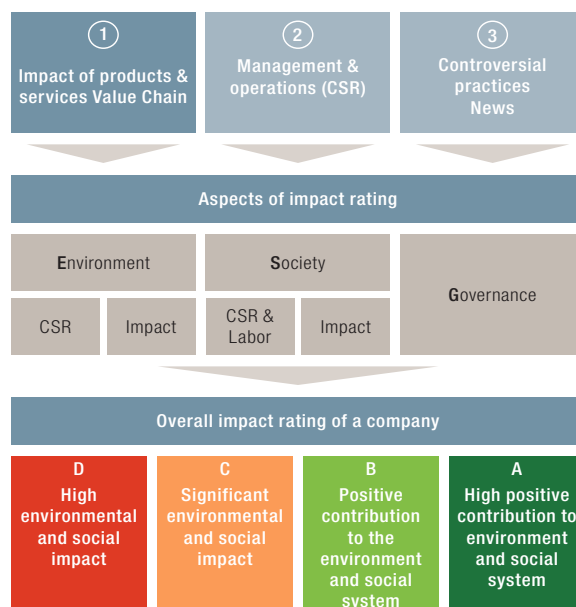 1
Impact of products &
services Value Chain
2
Management &
operations (CSR)
3
Controversial
practices
News
Aspects of impact rating
Environment
Society
Governance
CSR
Impact
CSR &
Labor
Impact
Overall impact rating of a company
D
High
environmental
and social
impact
C
Significant
environmental
and social
impact
B
Positive
contribution
to the
environment
and social
system
A
High positive
contribution to
environment
and social
system